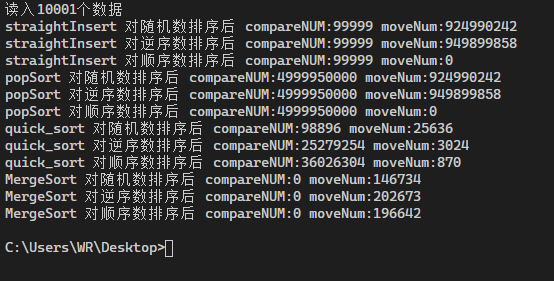 读入10001个数据
straightInsert 对随机数排序后 compareNUM:99999 moveNum:924990242
straightInsert 对逆序数排序后 compareNUM:99999 moveNum:949899858
straightInsert 对顺序数排序后 compareNUM:99999 moveNum:0
popSort 对随机数排序后 compareNUM:4999950000 moveNum:924990242
popSort 对逆序数排序后 compareNUM:4999950000 moveNum:949899858
popSort 对顺序数排序后 compareNUM:4999950000 moveNum:0
quick_sort 对随机数排序后 compareNUM:98896 moveNum:25636
quick_sort 对逆序数排序后 compareNUM:25279254 moveNum:3024
quick_sort 对顺序数排序后 compareNUM:36026304 moveNum:870
MergeSort 对随机数排序后 compareNUM:0 moveNum:146734
MergeSort 对逆序数排序后 compareNUM:0 moveNum:202673
MergeSort 对顺序数排序后 compareNUM:0 moveNum:196642
C:\Users\WR\Desktop>